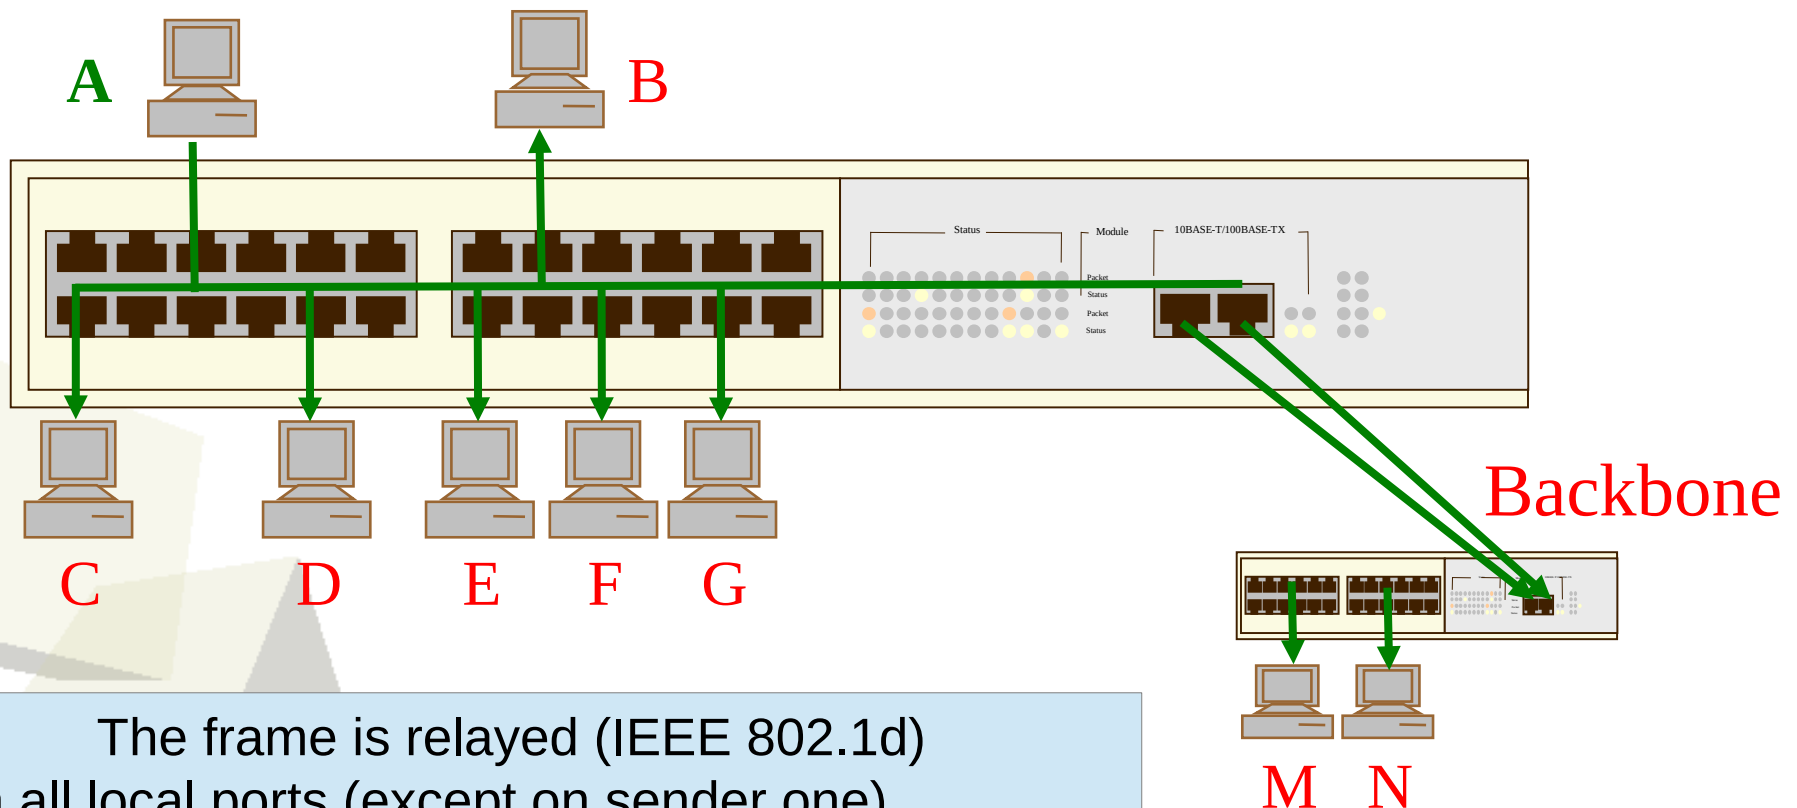 A
B
Status
Module
10BASE-T/100BASE-TX
Packet
Status
Packet
Status
Backbone
C D E F G
M N
The frame is relayed (IEEE 802.1d)
all local ports (except on sender one)